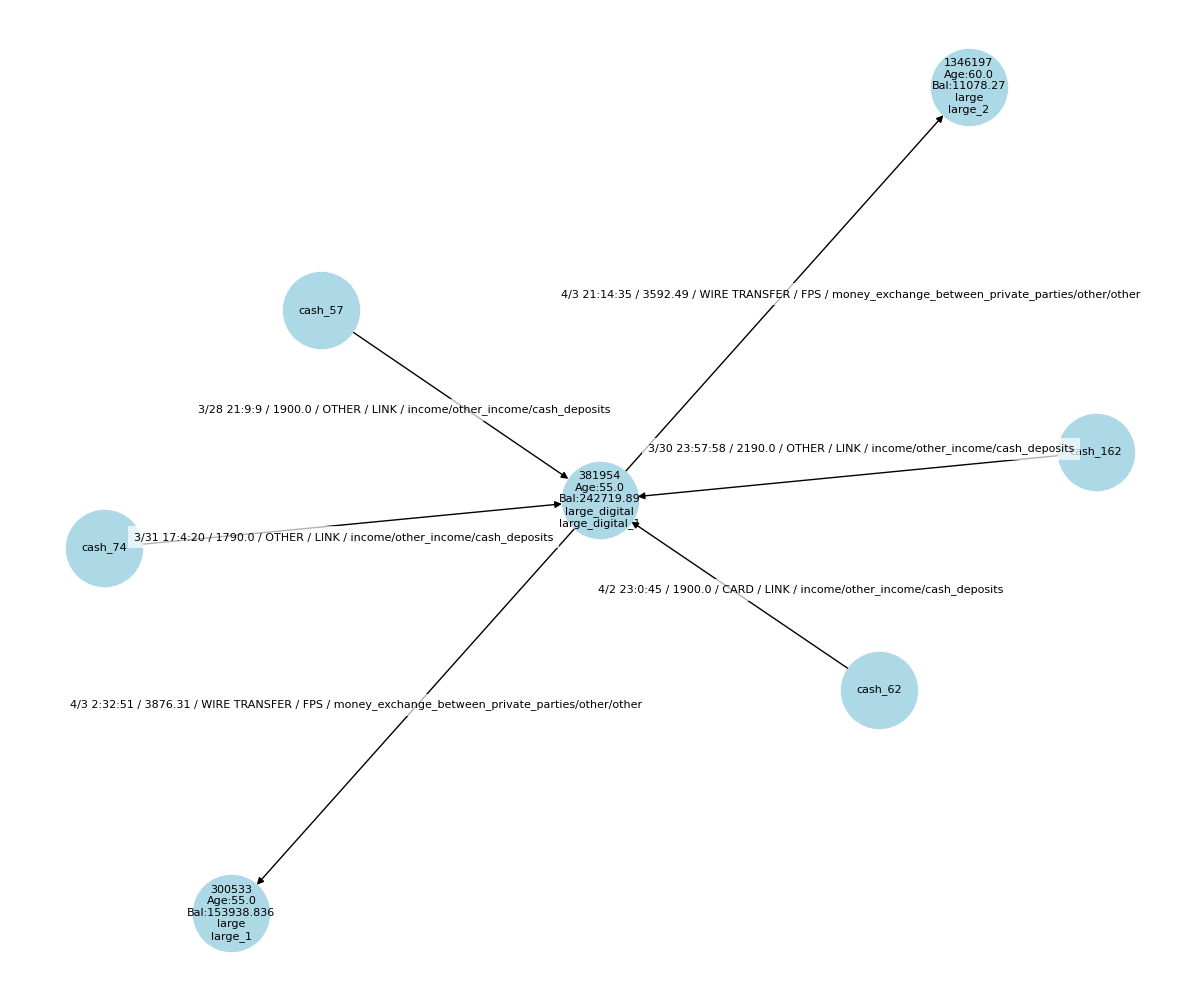 1346197
Age:60.0
Bal:11078.27
large
large_2
4/3 21:14:35 / 3592.49 / WIRE TRANSFER / FPS / money_exchange_between_private_parties/other/other
cash_57
3/28 21:9:9 / 1900.0 / OTHER / LINK / income/other_income/cash_deposits
3/30 23:57:58 / 2190.0 / OTHER / LINK / income/other_income/cash_deposits
cash_162
381954
Age:55.0
Bal:242719.89
large_digital
large_digital_1
cash_74
3/31 17:4:20 / 1790.0 / OTHER / LINK / income/other_income/cash_deposits
4/2 23:0:45 / 1900.0 / CARD / LINK / income/other_income/cash_deposits
cash_62
4/3 2:32:51 / 3876.31 / WIRE TRANSFER / FPS / money_exchange_between_private_parties/other/other
300533
Age:55.0
Bal:153938.836
large
large_1